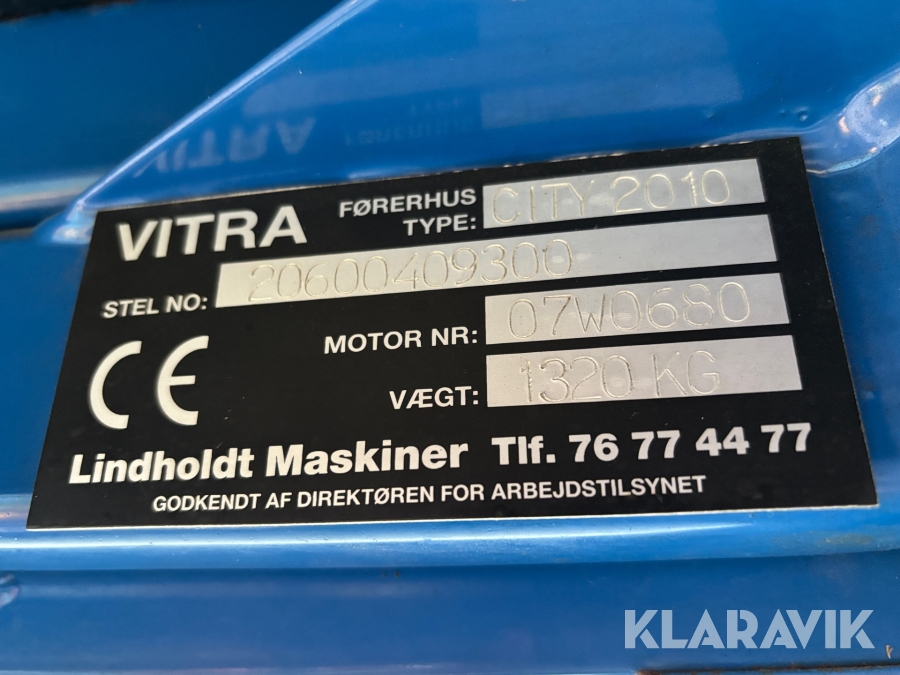 VITRA
FØRERHUS
TYPE: CITY 2010
STEL NO: 20600409300
MOTOR NR: 07W0680
VÆGT: 1320 KG
CE
Lindholdt Maskiner Tlf. 76 77 44 77
GODKENDT AF DIREKTØREN FOR ARBEJDSTILSYNET
KLARAVIK